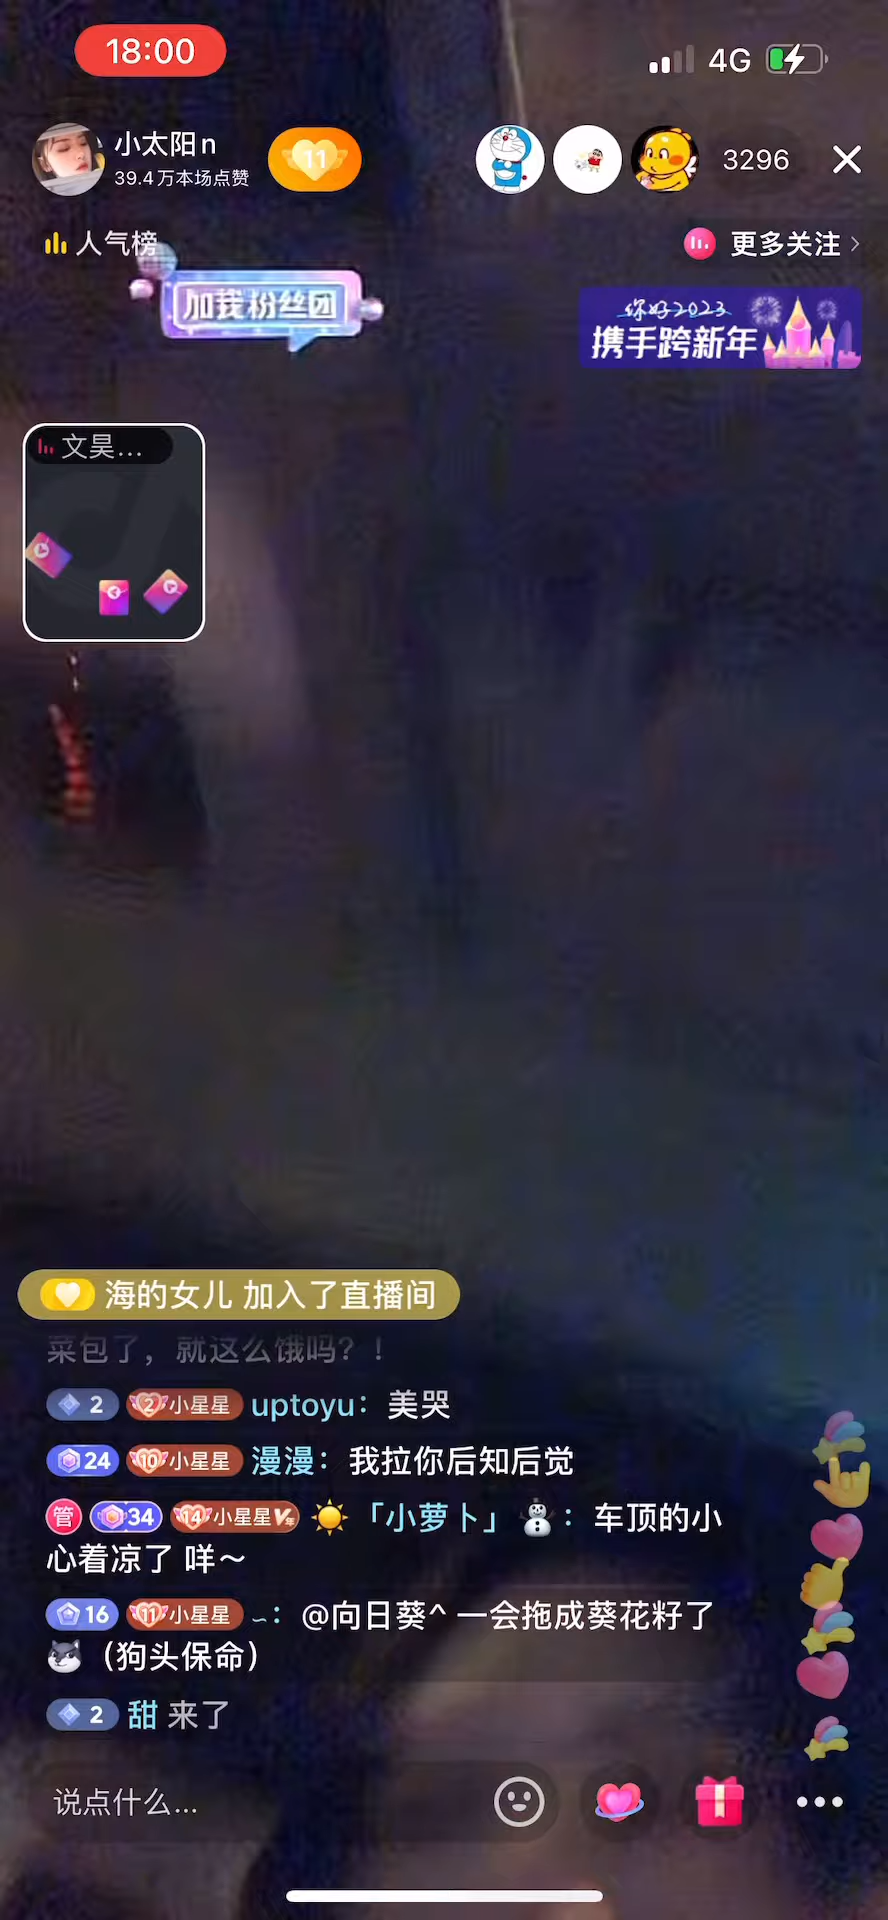 18:00
4G
小太阳n
39.4万本场点赞
11
3296
人气榜
更多关注
加我粉丝团
你好2023
携手跨新年
文昊...
海的女儿 加入了直播间
菜包了，就这么饿吗？！
2 2 小星星 uptoyu：美哭
24 10 小星星 漫漫：我拉你后知后觉
管 34 14 小星星 V年 「小萝卜」：车顶的小
心着凉了 咩~
16 11 小星星 ~：@向日葵^ 一会拖成葵花籽了
（狗头保命）
2 甜 来了
说点什么...